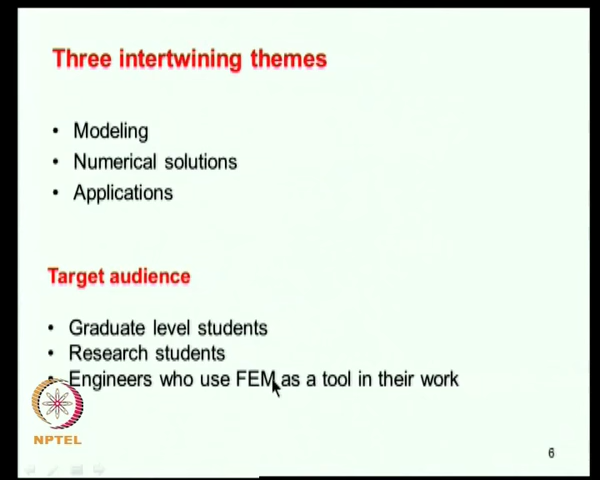 Three intertwining themes
• Modeling
• Numerical solutions
• Applications
Target audience
• Graduate level students
• Research students
• Engineers who use FEM as a tool in their work
NPTEL
6